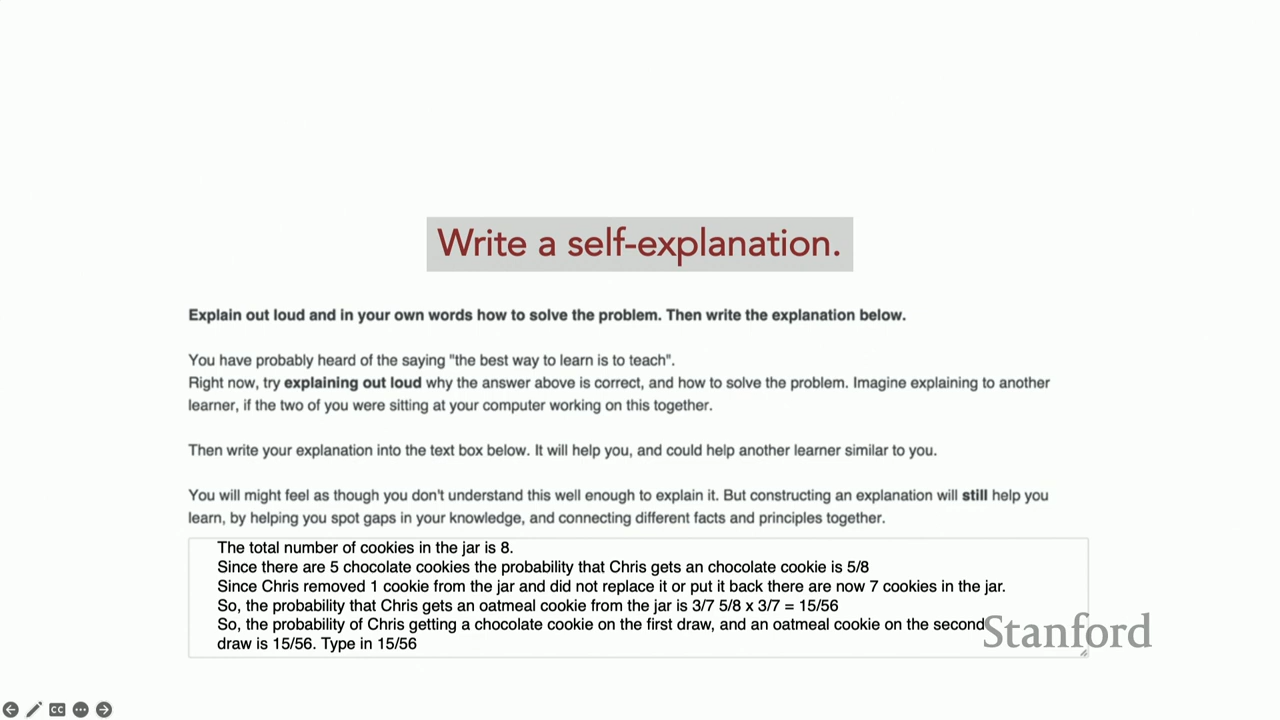 Write a self-explanation.
Explain out loud and in your own words how to solve the problem. Then write the explanation below.
You have probably heard of the saying "the best way to learn is to teach".
Right now, try explaining out loud why the answer above is correct, and how to solve the problem. Imagine explaining to another
learner, if the two of you were sitting at your computer working on this together.
Then write your explanation into the text box below. It will help you, and could help another learner similar to you.
You will might feel as though you don't understand this well enough to explain it. But constructing an explanation will still help you
learn, by helping you spot gaps in your knowledge, and connecting different facts and principles together.
The total number of cookies in the jar is 8.
Since there are 5 chocolate cookies the probability that Chris gets an chocolate cookie is 5/8
Since Chris removed 1 cookie from the jar and did not replace it or put it back there are now 7 cookies in the jar.
So, the probability that Chris gets an oatmeal cookie from the jar is 3/7 5/8 x 3/7 = 15/56
So, the probability of Chris getting a chocolate cookie on the first draw, and an oatmeal cookie on the second
draw is 15/56. Type in 15/56
Stanford
CC